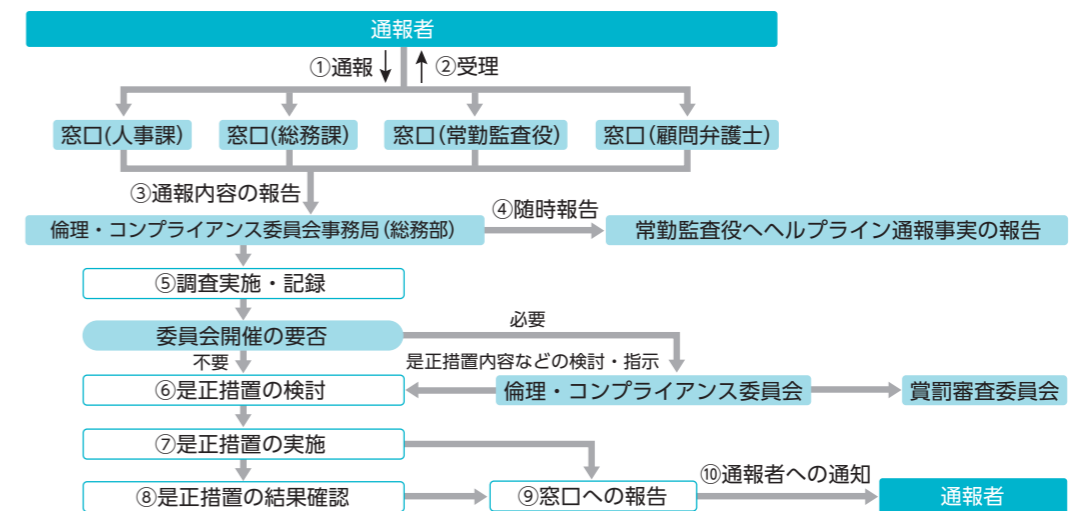 通報者
①通報
②受理
窓口(人事課)
窓口(総務課)
窓口(常勤監査役)
窓口(顧問弁護士)
③通報内容の報告
④随時報告
倫理・コンプライアンス委員会事務局(総務部)
常勤監査役へヘルプライン通報事実の報告
⑤調査実施・記録
委員会開催の要否
必要
不要
是正措置内容などの検討・指示
⑥是正措置の検討
倫理・コンプライアンス委員会
賞罰審査委員会
⑦是正措置の実施
⑧是正措置の結果確認
⑨窓口への報告
⑩通報者への通知
通報者